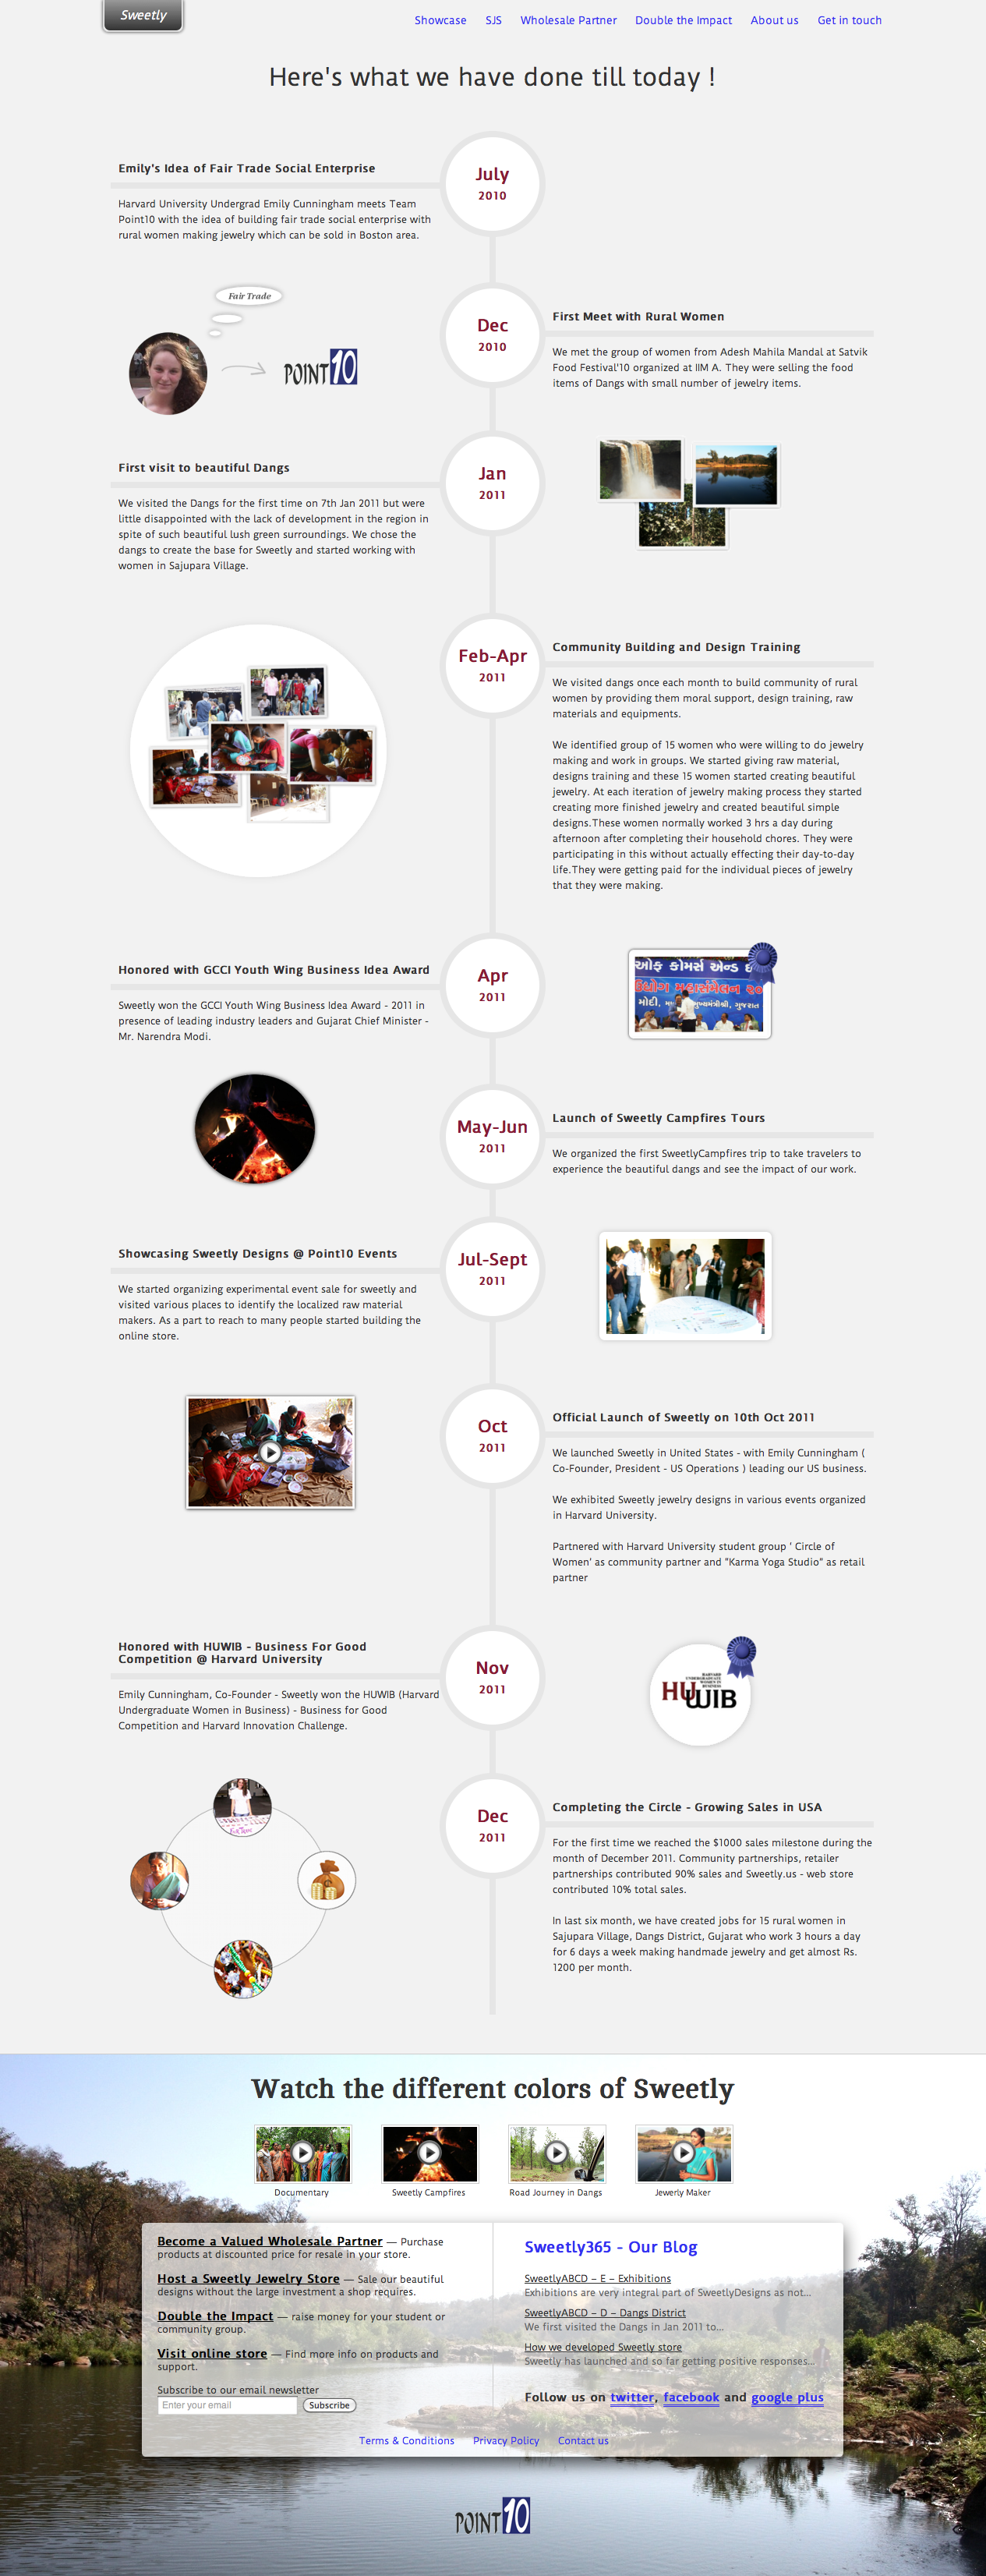 Sweetly
Showcase SJS Wholesale Partner Double the Impact About us Get in touch
Here's what we have done till today !
July
2010
Emily's Idea of Fair Trade Social Enterprise
Harvard University Undergrad Emily Cunningham meets Team
Point10 with the idea of building fair trade social enterprise with
rural women making jewelry which can be sold in Boston area.
Fair Trade
POINT10
Dec
2010
First Meet with Rural Women
We met the group of women from Adesh Mahila Mandal at Satvik
Food Festival'10 organized at IIM A. They were selling the food
items of Dangs with small number of jewelry items.
Jan
2011
First visit to beautiful Dangs
We visited the Dangs for the first time on 7th Jan 2011 but were
little disappointed with the lack of development in the region in
spite of such beautiful lush green surroundings. We chose the
dangs to create the base for Sweetly and started working with
women in Sajupara Village.
Feb-Apr
2011
Community Building and Design Training
We visited dangs once each month to build community of rural
women by providing them moral support, design training, raw
materials and equipments.
We identified group of 15 women who were willing to do jewelry
making and work in groups. We started giving raw material,
designs training and these 15 women started creating beautiful
jewelry. At each iteration of jewelry making process they started
creating more finished jewelry and created beautiful simple
designs.These women normally worked 3 hrs a day during
afternoon after completing their household chores. They were
participating in this without actually effecting their day-to-day
life.They were getting paid for the individual pieces of jewelry
that they were making.
Apr
2011
Honored with GCCI Youth Wing Business Idea Award
Sweetly won the GCCI Youth Wing Business Idea Award - 2011 in
presence of leading industry leaders and Gujarat Chief Minister -
Mr. Narendra Modi.
ઓફ કોમર્સ એન્ડ
ઉદ્યોગ મહાસંમેલન ૨૦
મોદી, મુખ્યમંત્રીશ્રી, ગુજરાત
May-Jun
2011
Launch of Sweetly Campfires Tours
We organized the first SweetlyCampfires trip to take travelers to
experience the beautiful dangs and see the impact of our work.
Jul-Sept
2011
Showcasing Sweetly Designs @ Point10 Events
We started organizing experimental event sale for sweetly and
visited various places to identify the localized raw material
makers. As a part to reach to many people started building the
online store.
Oct
2011
Official Launch of Sweetly on 10th Oct 2011
We launched Sweetly in United States - with Emily Cunningham (
Co-Founder, President - US Operations ) leading our US business.
We exhibited Sweetly jewelry designs in various events organized
in Harvard University.
Partnered with Harvard University student group ' Circle of
Women' as community partner and "Karma Yoga Studio" as retail
partner
Nov
2011
Honored with HUWIB - Business For Good
Competition @ Harvard University
Emily Cunningham, Co-Founder - Sweetly won the HUWIB (Harvard
Undergraduate Women in Business) - Business for Good
Competition and Harvard Innovation Challenge.
HARVARD
UNDERGRADUATE
WOMEN IN
BUSINESS
HUWIB
Dec
2011
Completing the Circle - Growing Sales in USA
For the first time we reached the $1000 sales milestone during the
month of December 2011. Community partnerships, retailer
partnerships contributed 90% sales and Sweetly.us - web store
contributed 10% total sales.
In last six month, we have created jobs for 15 rural women in
Sajupara Village, Dangs District, Gujarat who work 3 hours a day
for 6 days a week making handmade jewelry and get almost Rs.
1200 per month.
Watch the different colors of Sweetly
Documentary Sweetly Campfires Road Journey in Dangs Jewerly Maker
Become a Valued Wholesale Partner — Purchase
products at discounted price for resale in your store.
Host a Sweetly Jewelry Store — Sale our beautiful
designs without the large investment a shop requires.
Double the Impact — raise money for your student or
community group.
Visit online store — Find more info on products and
support.
Subscribe to our email newsletter
Enter your email Subscribe
Sweetly365 - Our Blog
SweetlyABCD – E – Exhibitions
Exhibitions are very integral part of SweetlyDesigns as not...
SweetlyABCD – D – Dangs District
We first visited the Dangs in Jan 2011 to...
How we developed Sweetly store
Sweetly has launched and so far getting positive responses...
Follow us on twitter, facebook and google plus
Terms & Conditions Privacy Policy Contact us
POINT10